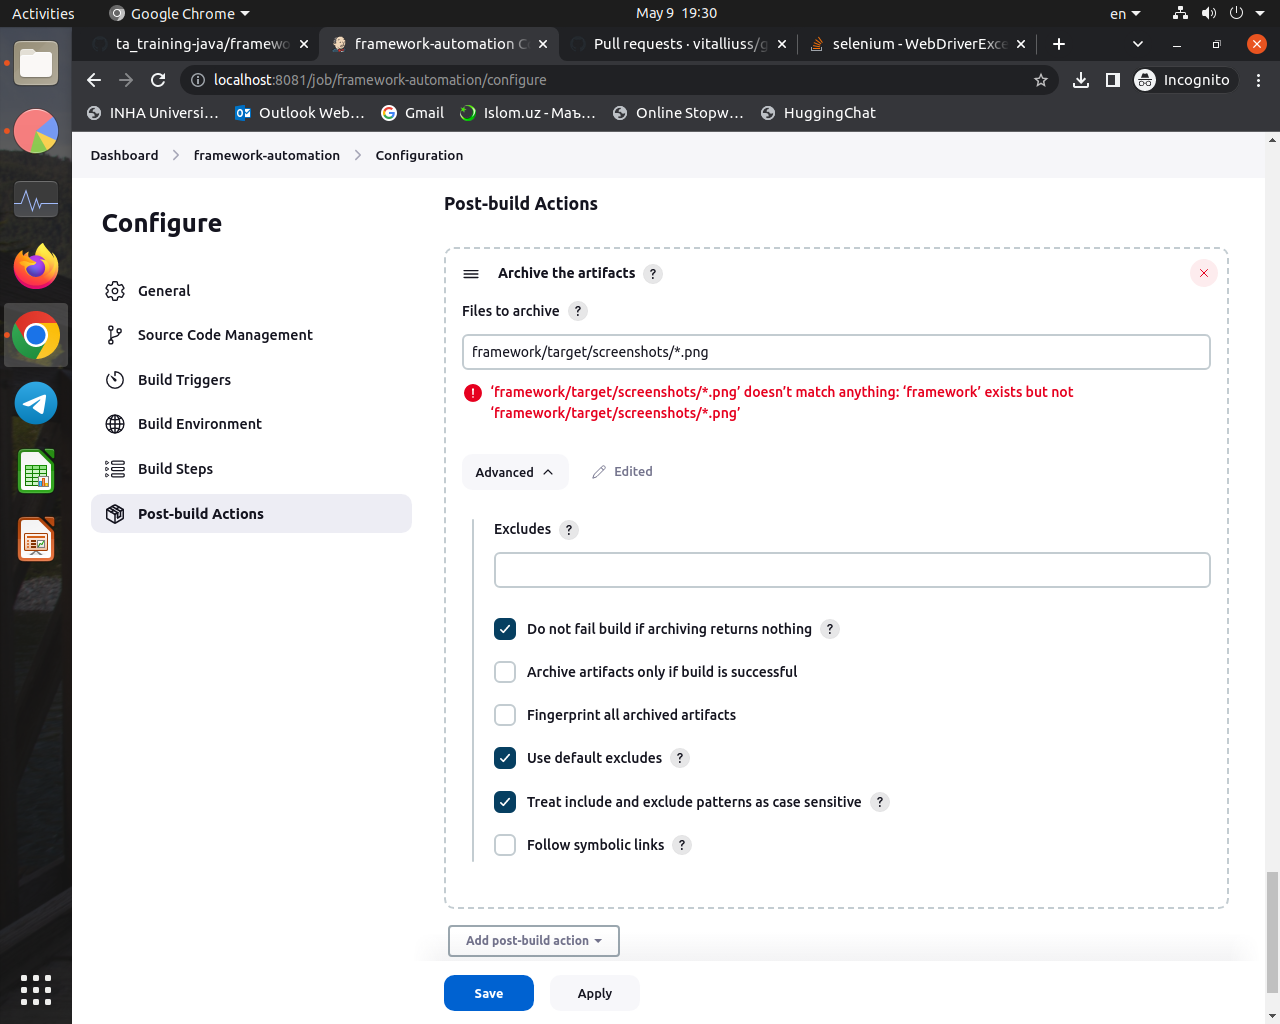 Activities
Google Chrome
May 9 19:30
en
ta_training-java/framewo
framework-automation C
Pull requests · vitalliuss/g
selenium - WebDriverExce
localhost:8081/job/framework-automation/configure
Incognito
INHA Universi...
Outlook Web...
Gmail
Islom.uz - Маъ...
Online Stopw...
HuggingChat
Dashboard
framework-automation
Configuration
Configure
General
Source Code Management
Build Triggers
Build Environment
Build Steps
Post-build Actions
Post-build Actions
Archive the artifacts ?
Files to archive ?
framework/target/screenshots/*.png
‘framework/target/screenshots/*.png’ doesn’t match anything: ‘framework’ exists but not
‘framework/target/screenshots/*.png’
Advanced
Edited
Excludes ?
Do not fail build if archiving returns nothing ?
Archive artifacts only if build is successful
Fingerprint all archived artifacts
Use default excludes ?
Treat include and exclude patterns as case sensitive ?
Follow symbolic links ?
Add post-build action
Save
Apply